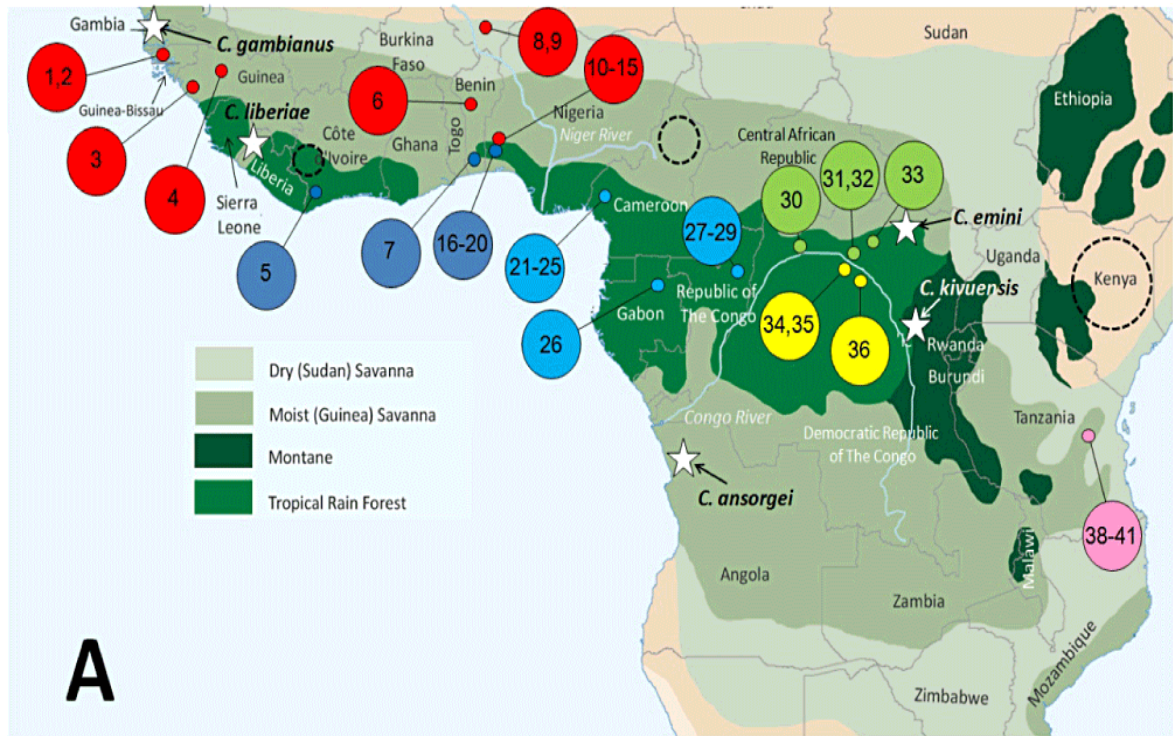 Gambia
C. gambianus
Burkina
Faso
8,9
10-15
Sudan
1,2
Guinea
Guinea-Bissau
6
Benin
Nigeria
Niger River
Ethiopia
3
4
C. liberiae
Côte
d'Ivoire
Ghana
Togo
Central African
Republic
31,32
33
30
Liberia
Sierra
Leone
Cameroon
27-29
C. emini
Uganda
Kenya
5
7
16-20
21-25
Republic of
The Congo
C. kivuensis
Gabon
26
34,35
36
Rwanda
Burundi
Dry (Sudan) Savanna
Moist (Guinea) Savanna
Montane
Tropical Rain Forest
Congo River
Democratic Republic
of The Congo
Tanzania
C. ansorgei
38-41
Malawi
Angola
Zambia
Mozambique
Zimbabwe
A